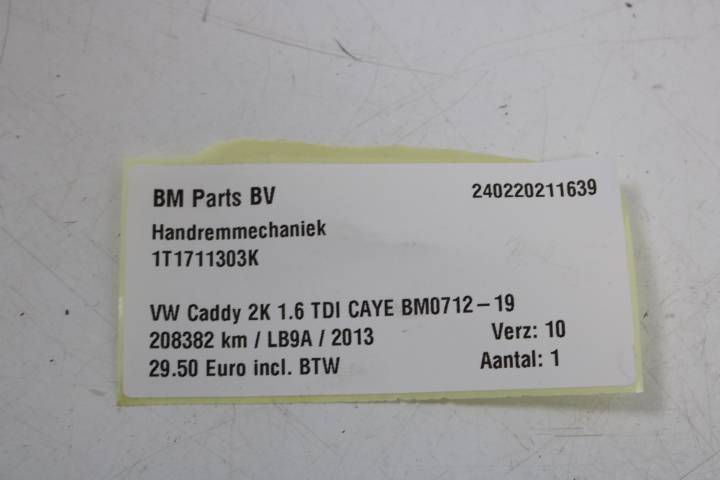 BM Parts BV 240220211639
Handremmechaniek
1T1711303K
VW Caddy 2K 1.6 TDI CAYE BM0712-19
208382 km / LB9A / 2013 Verz: 10
29.50 Euro incl. BTW Aantal: 1